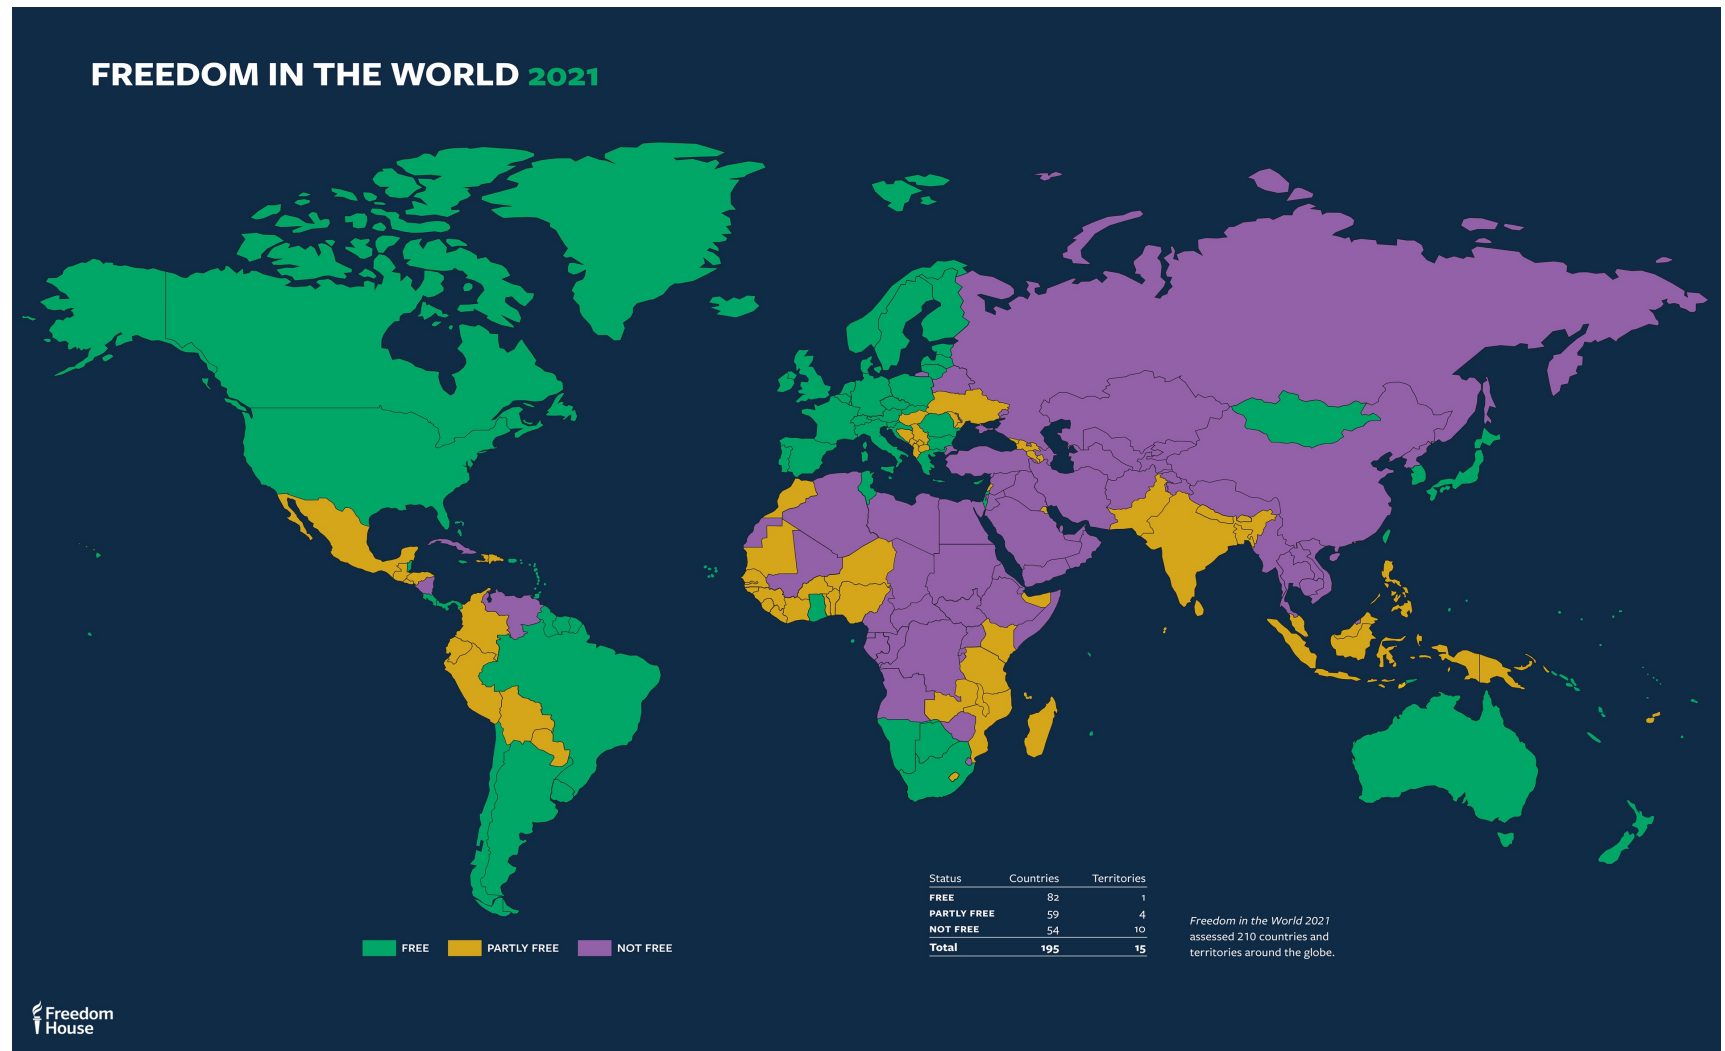 FREEDOM IN THE WORLD 2021
Status Countries Territories
FREE 82 1
PARTLY FREE 59 4
NOT FREE 54 10
Total 195 15
Freedom in the World 2021
assessed 210 countries and
territories around the globe.
FREE PARTLY FREE NOT FREE
Freedom
House